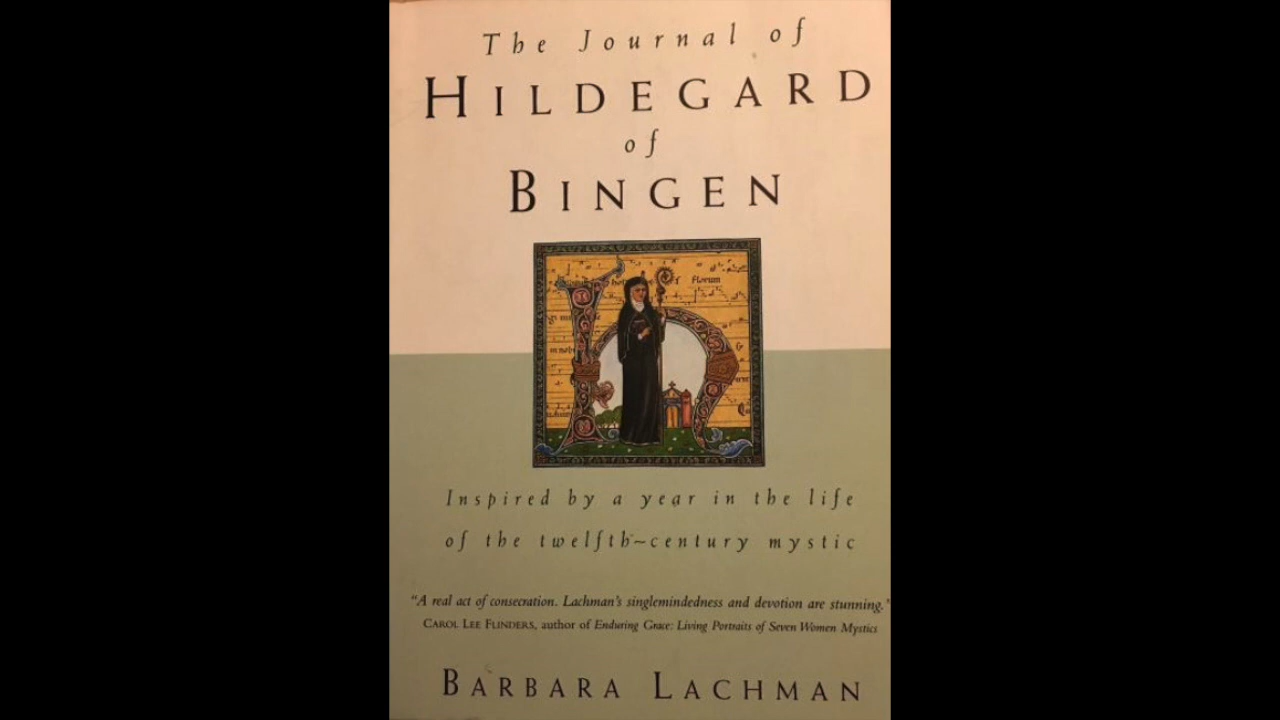 The Journal of
HILDEGARD
of
BINGEN
florum
Inspired by a year in the life
of the twelfth-century mystic
"A real act of consecration. Lachman's singlemindedness and devotion are stunning."
CAROL LEE FLINDERS, author of Enduring Grace: Living Portraits of Seven Women Mystics
BARBARA LACHMAN